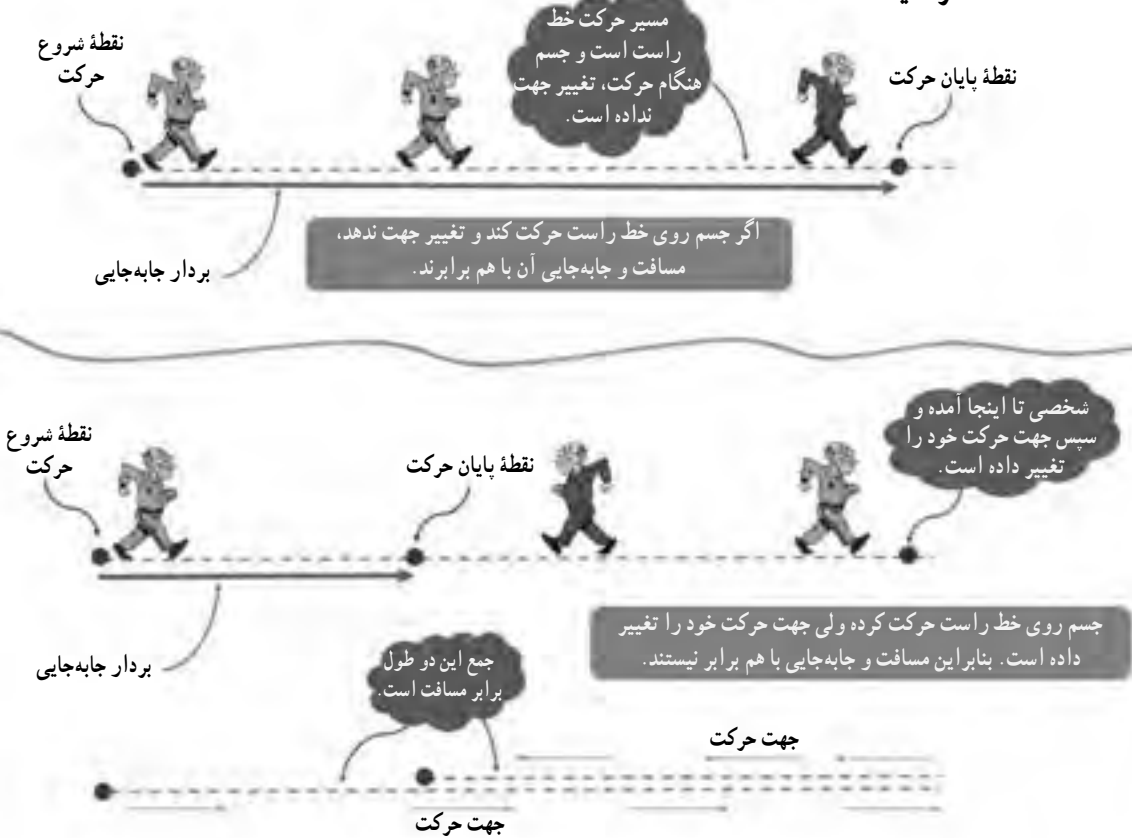 مسیر حرکت خط
راست است و جسم
هنگام حرکت، تغییر جهت
نداده است.
نقطهٔ شروع
حرکت
نقطهٔ پایان حرکت
اگر جسم روی خط راست حرکت کند و تغییر جهت ندهد،
مسافت و جابه‌جایی آن با هم برابرند.
بردار جابه‌جایی
شخصی تا اینجا آمده و
سپس جهت حرکت خود را
تغییر داده است.
نقطهٔ شروع
حرکت
نقطهٔ پایان حرکت
جسم روی خط راست حرکت کرده ولی جهت حرکت خود را تغییر
داده است. بنابراین مسافت و جابه‌جایی با هم برابر نیستند.
بردار جابه‌جایی
جمع این دو طول
برابر مسافت است.
جهت حرکت
جهت حرکت